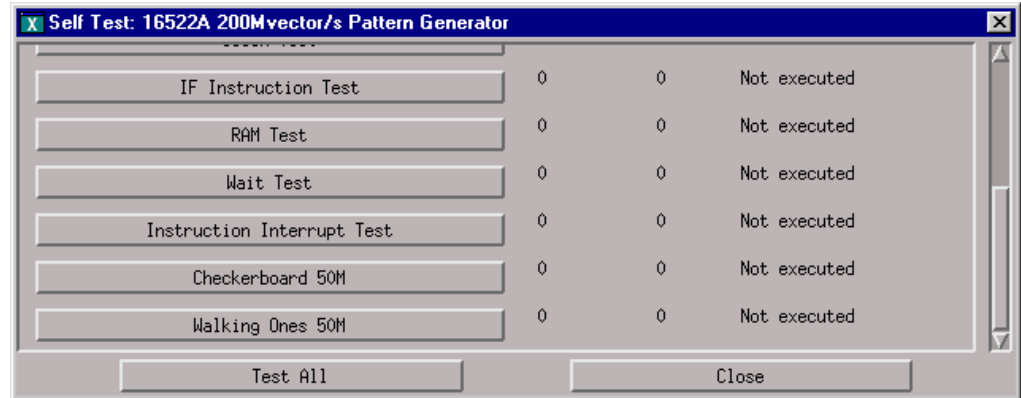 X Self Test: 16522A 200Mvector/s Pattern Generator
IF Instruction Test 0 0 Not executed
RAM Test 0 0 Not executed
Wait Test 0 0 Not executed
Instruction Interrupt Test 0 0 Not executed
Checkerboard 50M 0 0 Not executed
Walking Ones 50M 0 0 Not executed
Test All Close